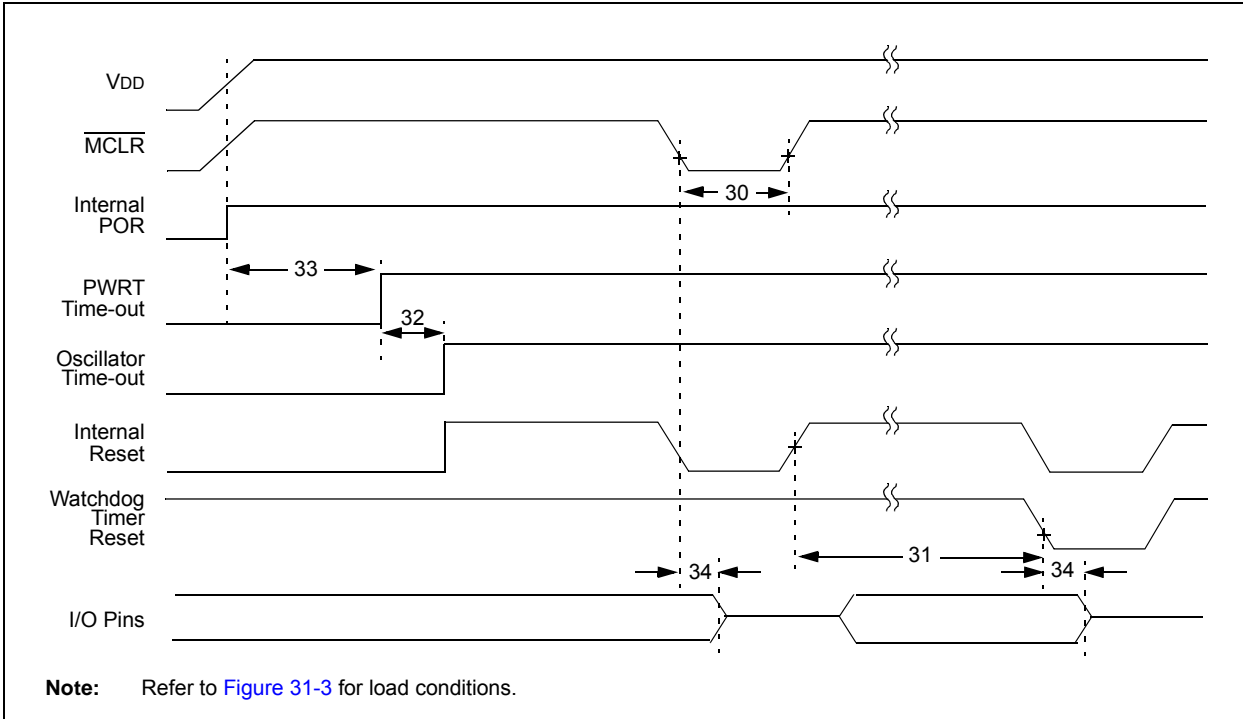 VDD
MCLR
30
Internal
POR
33
PWRT
Time-out
32
Oscillator
Time-out
Internal
Reset
Watchdog
Timer
Reset
31
34
34
I/O Pins
Note: Refer to Figure 31-3 for load conditions.